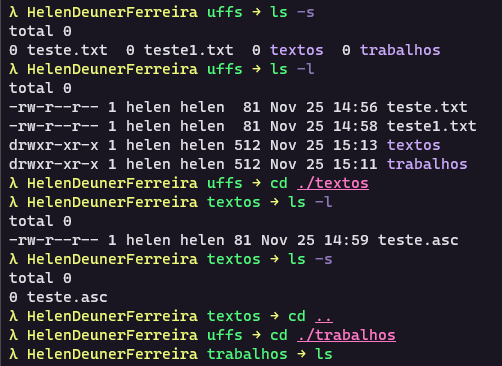 λ HelenDeunerFerreira uffs → ls -s
total 0
0 teste.txt  0 teste1.txt  0 textos  0 trabalhos
λ HelenDeunerFerreira uffs → ls -l
total 0
-rw-r--r-- 1 helen helen  81 Nov 25 14:56 teste.txt
-rw-r--r-- 1 helen helen  81 Nov 25 14:58 teste1.txt
drwxr-xr-x 1 helen helen 512 Nov 25 15:13 textos
drwxr-xr-x 1 helen helen 512 Nov 25 15:11 trabalhos
λ HelenDeunerFerreira uffs → cd ./textos
λ HelenDeunerFerreira textos → ls -l
total 0
-rw-r--r-- 1 helen helen 81 Nov 25 14:59 teste.asc
λ HelenDeunerFerreira textos → ls -s
total 0
0 teste.asc
λ HelenDeunerFerreira textos → cd ..
λ HelenDeunerFerreira uffs → cd ./trabalhos
λ HelenDeunerFerreira trabalhos → ls